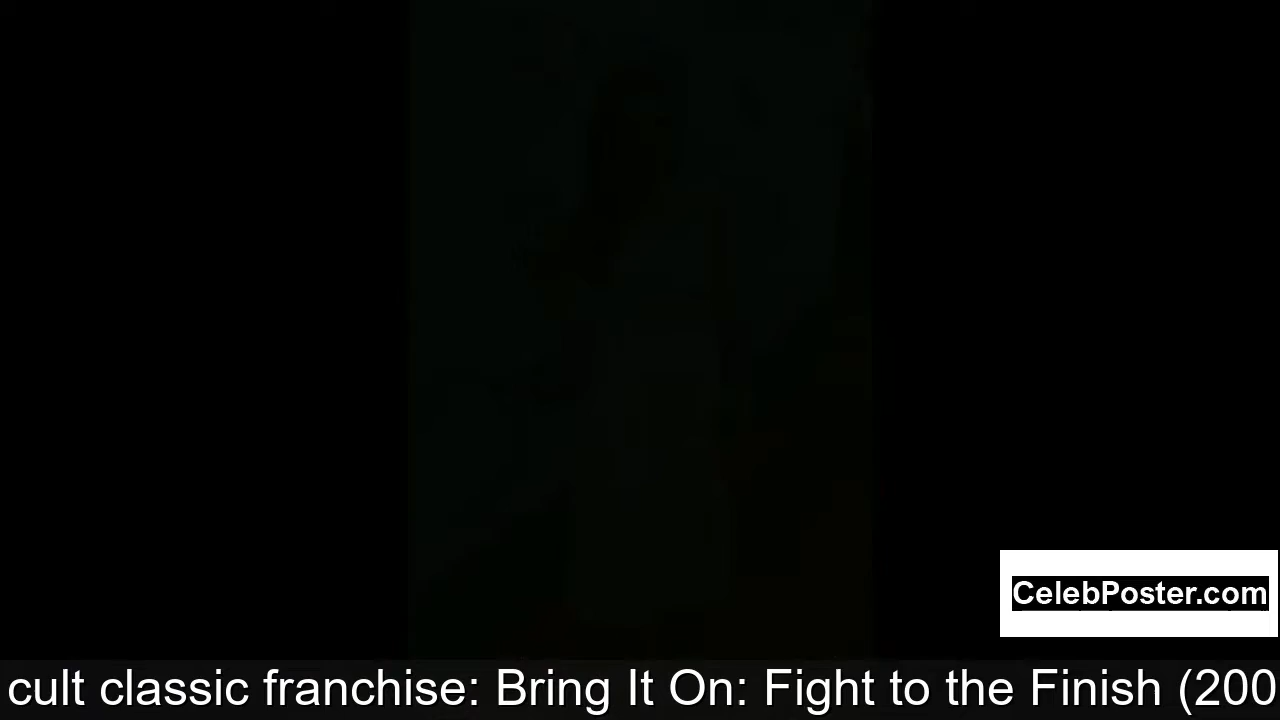 CelebPoster.com
cult classic franchise: Bring It On: Fight to the Finish (200